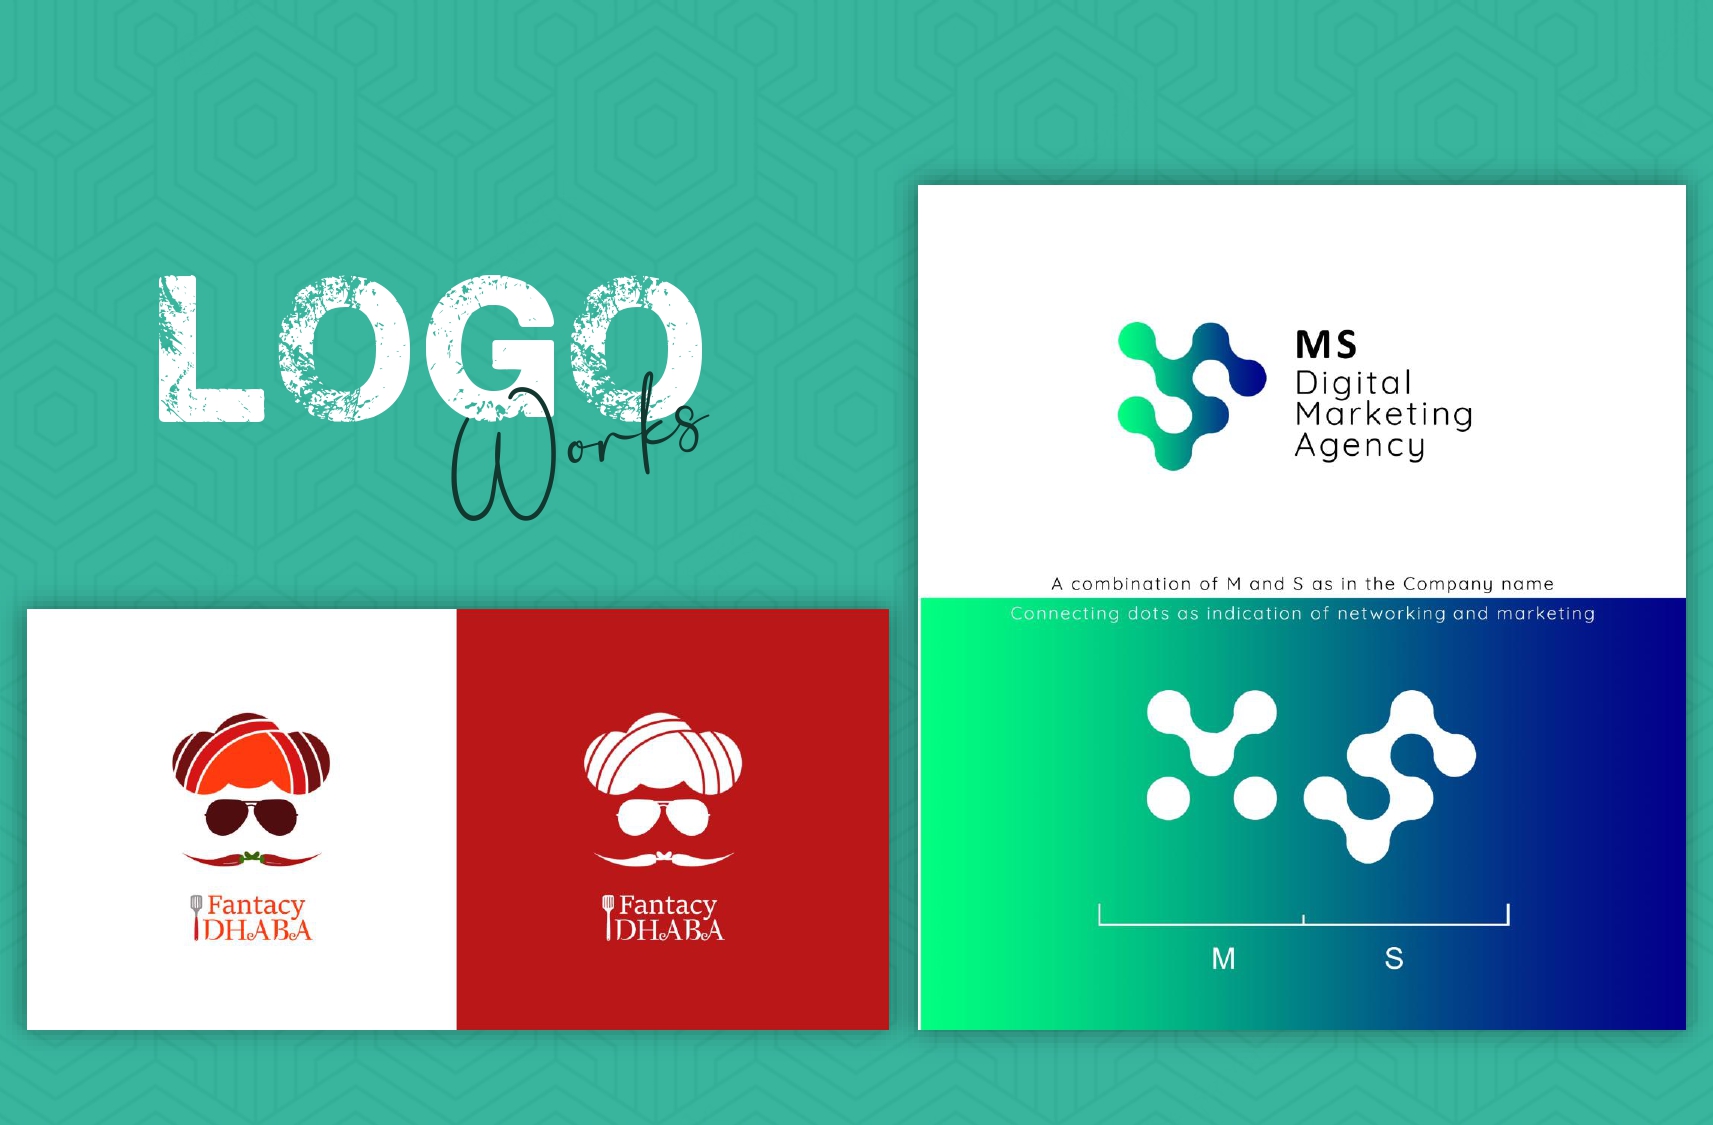 LOGO
Works
MS
Digital
Marketing
Agency
A combination of M and S as in the Company name
Connecting dots as indication of networking and marketing
M S
Fantacy
DHABA
Fantacy
DHABA